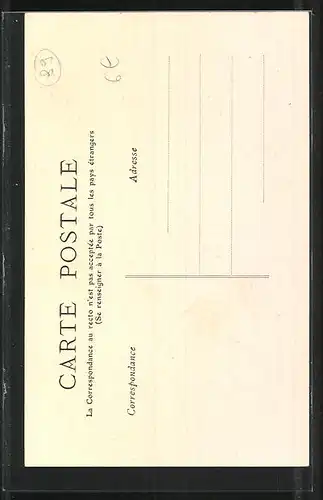 CARTE POSTALE
La Correspondance au recto n'est pas acceptée par tous les pays étrangers
(Se renseigner à la Poste)
Correspondance
Adresse
89
6€